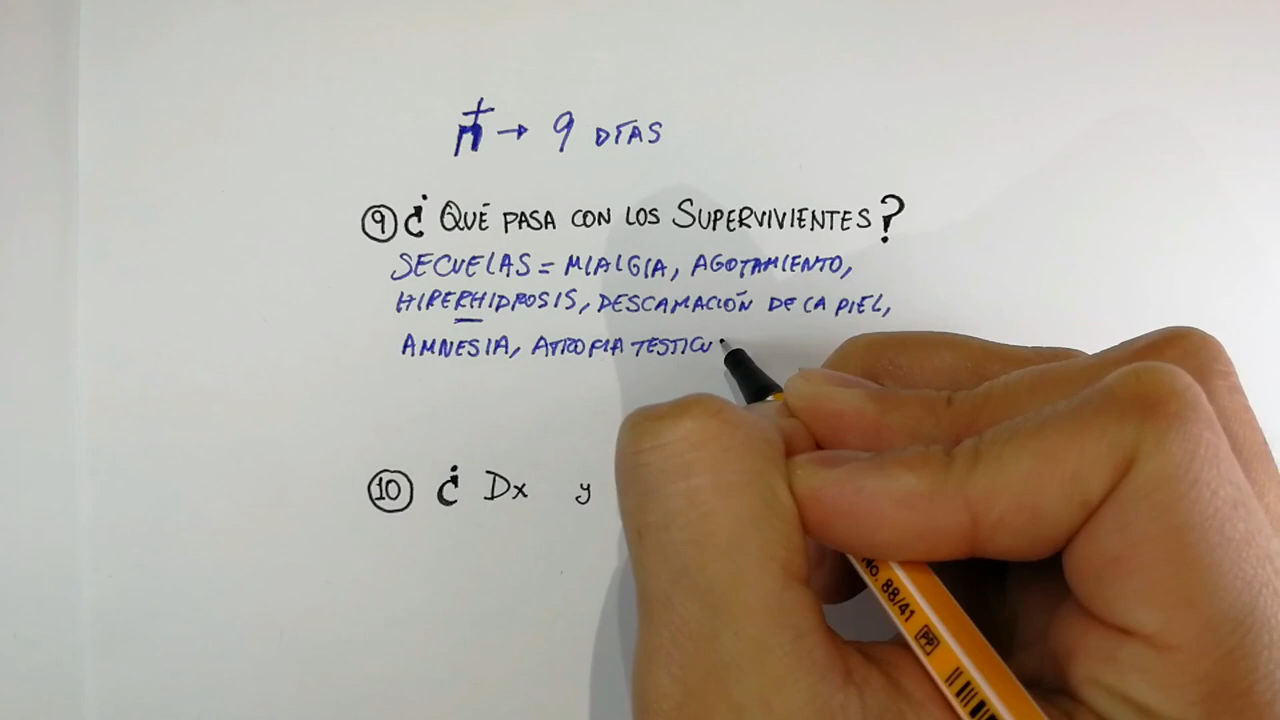 → 9 DÍAS
9 ¿ QUÉ PASA CON LOS SUPERVIVIENTES?
SECUELAS = MIALGIA, AGOTAMIENTO,
HIPERHIDROSIS, DESCAMACIÓN DE LA PIEL,
AMNESIA, ATROFIA TESTICU
10 ¿ Dx y
No. 88/41 PP